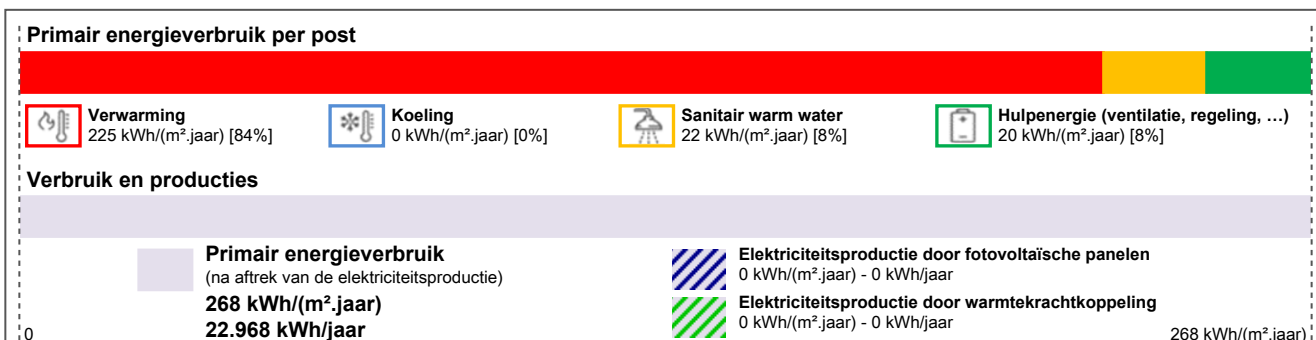 Primair energieverbruik per post
Verwarming
225 kWh/(m².jaar) [84%]
Koeling
0 kWh/(m².jaar) [0%]
Sanitair warm water
22 kWh/(m².jaar) [8%]
Hulpenergie (ventilatie, regeling, …)
20 kWh/(m².jaar) [8%]
Verbruik en producties
Primair energieverbruik
(na aftrek van de elektriciteitsproductie)
268 kWh/(m².jaar)
22.968 kWh/jaar
Elektriciteitsproductie door fotovoltaïsche panelen
0 kWh/(m².jaar) - 0 kWh/jaar
Elektriciteitsproductie door warmtekrachtkoppeling
0 kWh/(m².jaar) - 0 kWh/jaar
0
268 kWh/(m².jaar)